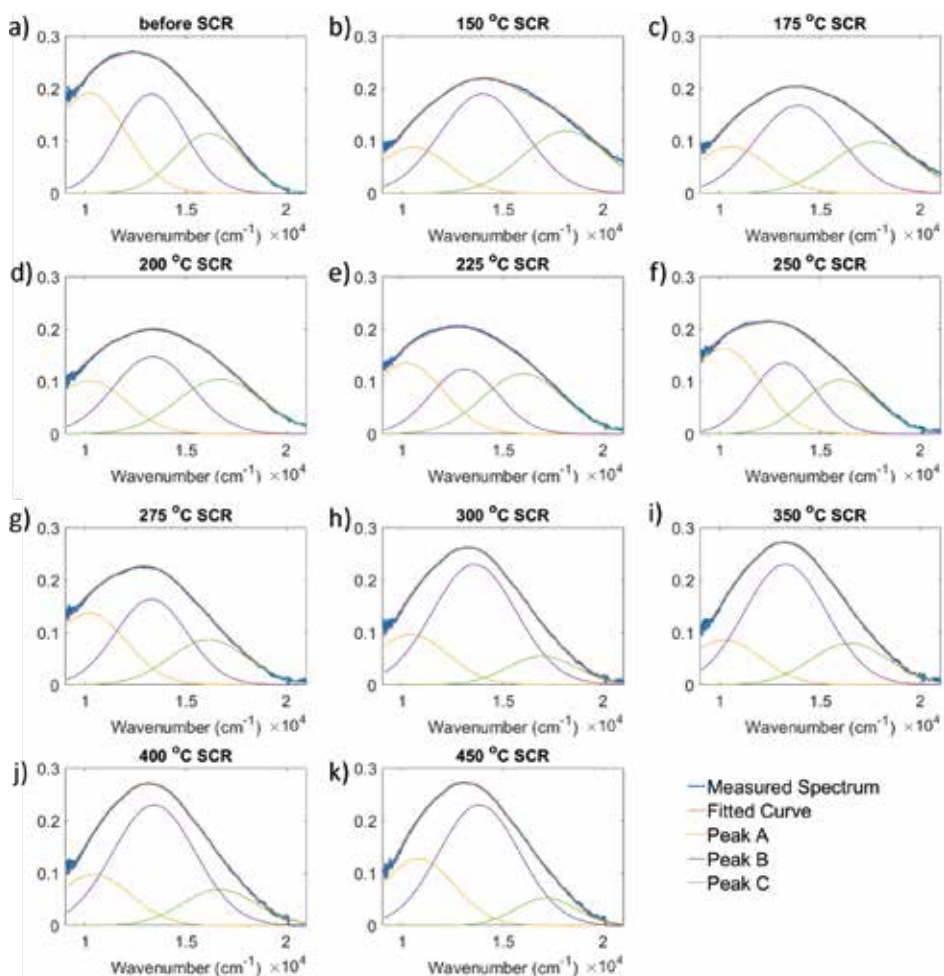 a) before SCR b) 150 °C SCR c) 175 °C SCR
0.3 0.3 0.3
0.2 0.2 0.2
0.1 0.1 0.1
0 0 0
1 1.5 2 1 1.5 2 1 1.5 2
Wavenumber (cm⁻¹) ×10⁴ Wavenumber (cm⁻¹) ×10⁴ Wavenumber (cm⁻¹) ×10⁴
d) 200 °C SCR e) 225 °C SCR f) 250 °C SCR
0.3 0.3 0.3
0.2 0.2 0.2
0.1 0.1 0.1
0 0 0
1 1.5 2 1 1.5 2 1 1.5 2
Wavenumber (cm⁻¹) ×10⁴ Wavenumber (cm⁻¹) ×10⁴ Wavenumber (cm⁻¹) ×10⁴
g) 275 °C SCR h) 300 °C SCR i) 350 °C SCR
0.3 0.3 0.3
0.2 0.2 0.2
0.1 0.1 0.1
0 0 0
1 1.5 2 1 1.5 2 1 1.5 2
Wavenumber (cm⁻¹) ×10⁴ Wavenumber (cm⁻¹) ×10⁴ Wavenumber (cm⁻¹) ×10⁴
j) 400 °C SCR k) 450 °C SCR
0.3 0.3
0.2 0.2
0.1 0.1
0 0
1 1.5 2 1 1.5 2
Wavenumber (cm⁻¹) ×10⁴ Wavenumber (cm⁻¹) ×10⁴
Measured Spectrum
Fitted Curve
Peak A
Peak B
Peak C